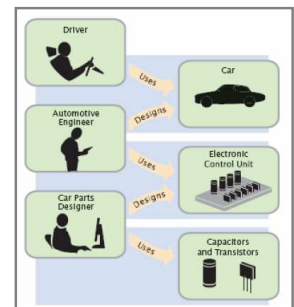 Driver
Uses
Car
Designs
Automotive
Engineer
Uses
Electronic
Control Unit
Designs
Car Parts
Designer
Uses
Capacitors
and Transistors